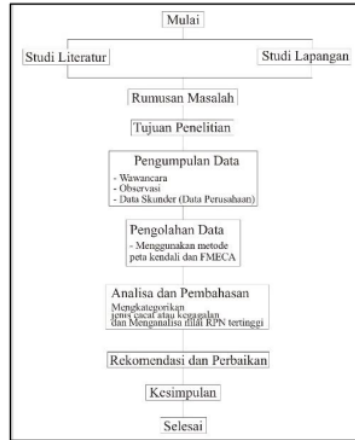 Mulai
Studi Literatur
Studi Lapangan
Rumusan Masalah
Tujuan Penelitian
Pengumpulan Data
- Wawancara
- Observasi
- Data Skunder (Data Perusahaan)
Pengolahan Data
- Menggunakan metode
peta kendali dan FMECA
Analisa dan Pembahasan
Mengkategorikan
jenis cacat atau kegagalan
dan Menganalisa nilai RPN tertinggi
Rekomendasi dan Perbaikan
Kesimpulan
Selesai